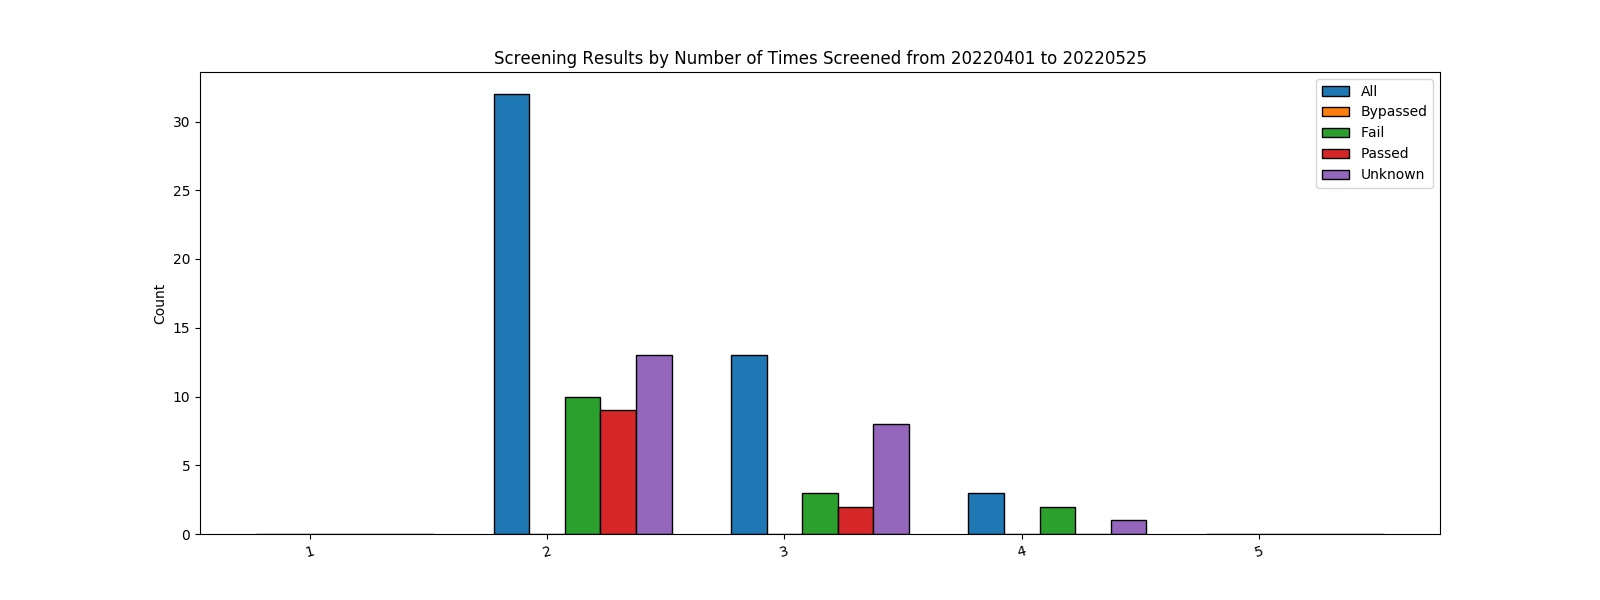 Screening Results by Number of Times Screened from 20220401 to 20220525
All
Bypassed
Fail
Passed
Unknown
Count
30
25
20
15
10
5
0
1 2 3 4 5